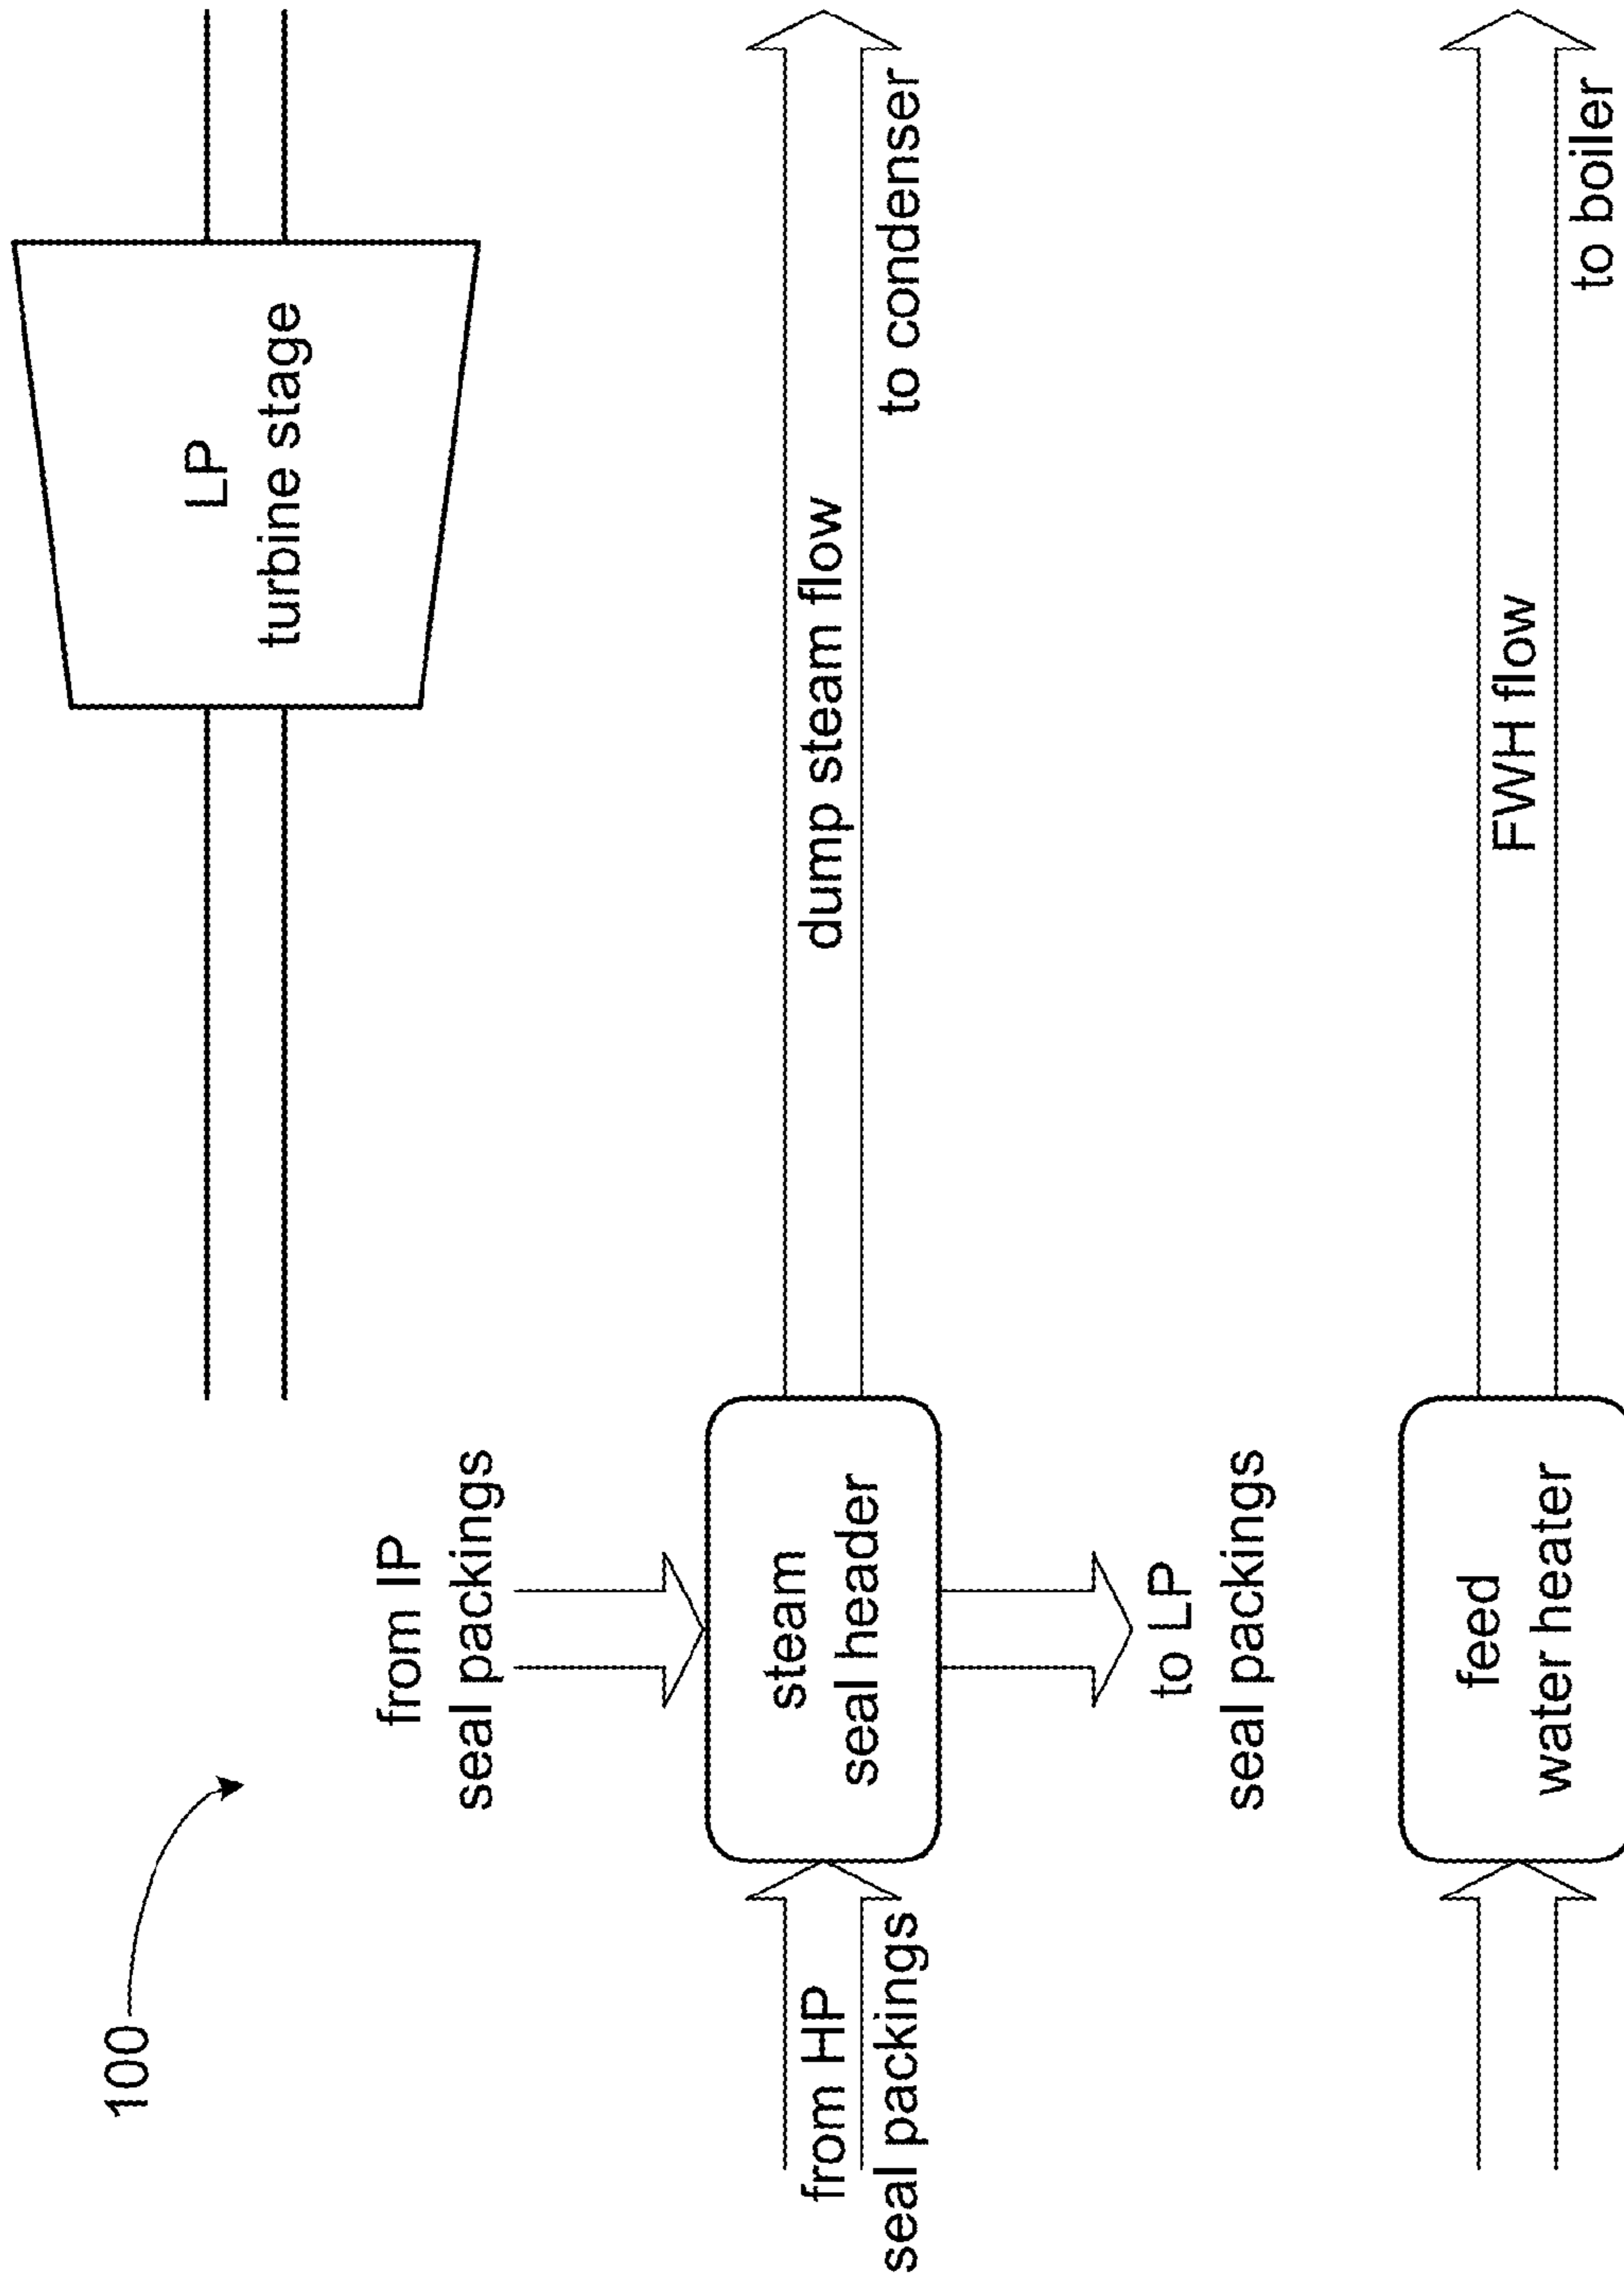 100
LP
turbine stage
from IP
seal packings
from HP
seal packings
steam
seal header
dump steam flow
to condenser
to LP
seal packings
feed
water heater
FWH flow
to boiler